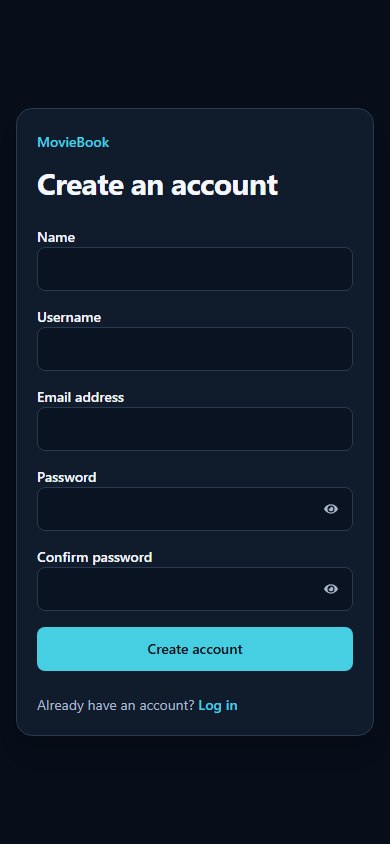 MovieBook
Create an account
Name
Username
Email address
Password
Confirm password
Create account
Already have an account? Log in